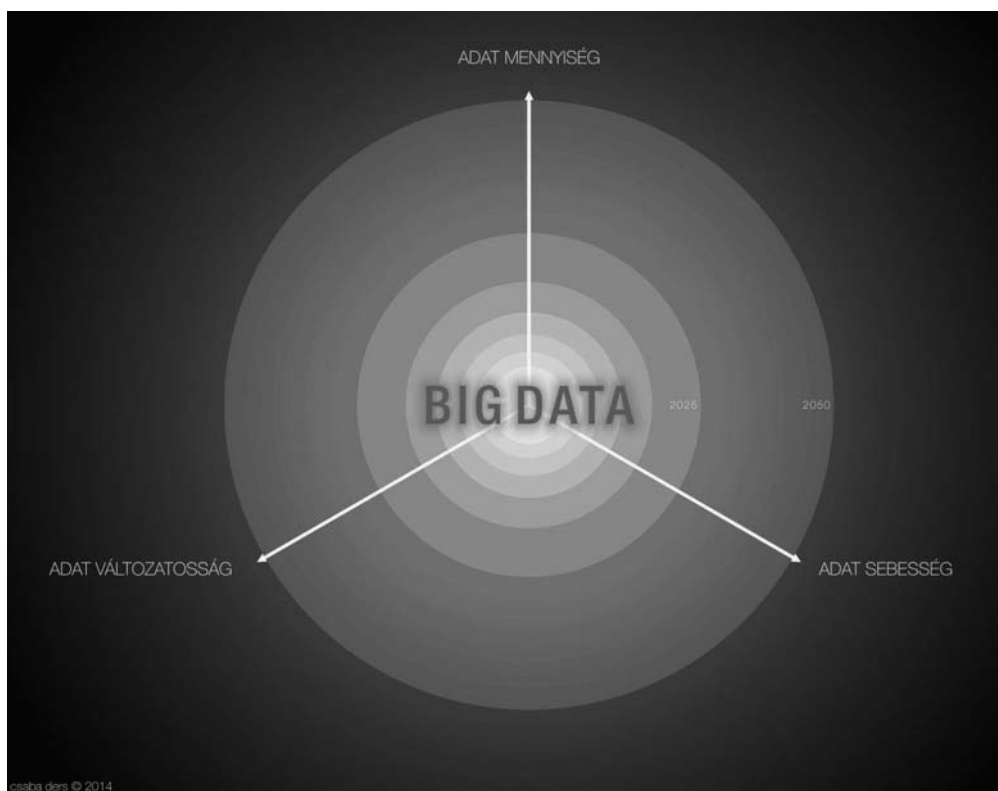 ADAT MENNYISÉG
BIG DATA
2025
2050
ADAT VÁLTOZATOSSÁG
ADAT SEBESSÉG
csaba ders © 2014